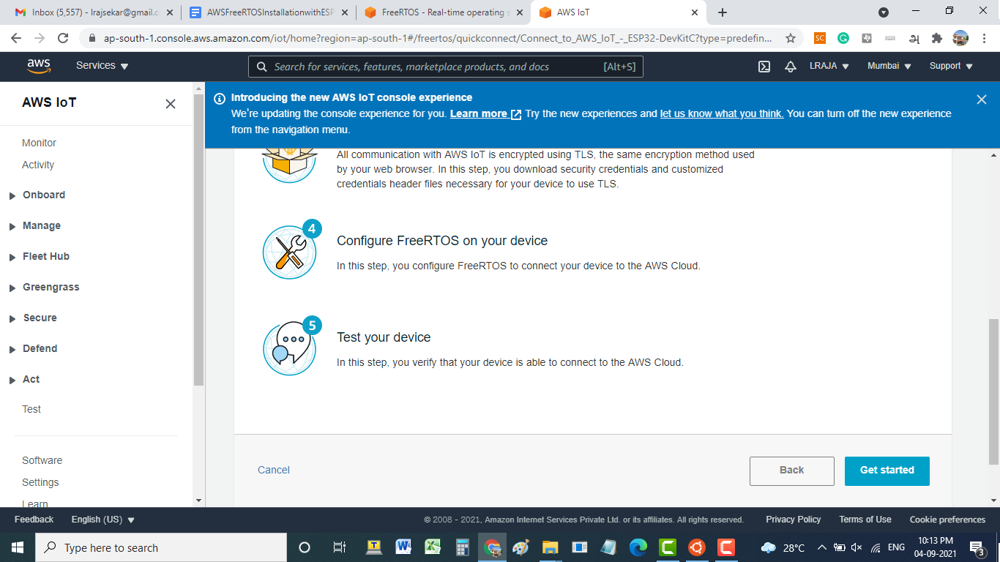 Inbox (5,557) - lrajsekar@gmail.c
AWSFreeRTOSInstallationwithESP
FreeRTOS - Real-time operating s
AWS IoT
ap-south-1.console.aws.amazon.com/iot/home?region=ap-south-1#/freertos/quickconnect/Connect_to_AWS_IoT_-_ESP32-DevKitC?type=predefin...
SC
அ
aws
Services
Search for services, features, marketplace products, and docs
[Alt+S]
LRAJA
Mumbai
Support
AWS IoT
Monitor
Activity
Onboard
Manage
Fleet Hub
Greengrass
Secure
Defend
Act
Test
Software
Settings
Learn
Introducing the new AWS IoT console experience
We're updating the console experience for you. Learn more Try the new experiences and let us know what you think. You can turn off the new experience
from the navigation menu.
All communication with AWS IoT is encrypted using TLS, the same encryption method used
by your web browser. In this step, you download security credentials and customized
credentials header files necessary for your device to use TLS.
4
Configure FreeRTOS on your device
In this step, you configure FreeRTOS to connect your device to the AWS Cloud.
5
Test your device
In this step, you verify that your device is able to connect to the AWS Cloud.
Cancel
Back
Get started
Feedback
English (US)
© 2008 - 2021, Amazon Internet Services Private Ltd. or its affiliates. All rights reserved.
Privacy Policy
Terms of Use
Cookie preferences
Type here to search
28°C
ENG
10:13 PM
04-09-2021
3